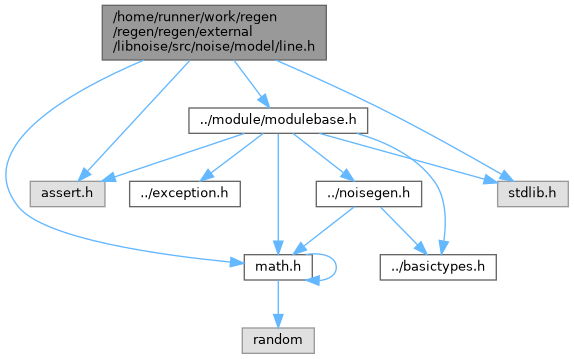 /home/runner/work/regen
/regen/regen/external
/libnoise/src/noise/model/line.h
../module/modulebase.h
assert.h
../exception.h
../noisegen.h
stdlib.h
math.h
../basictypes.h
random